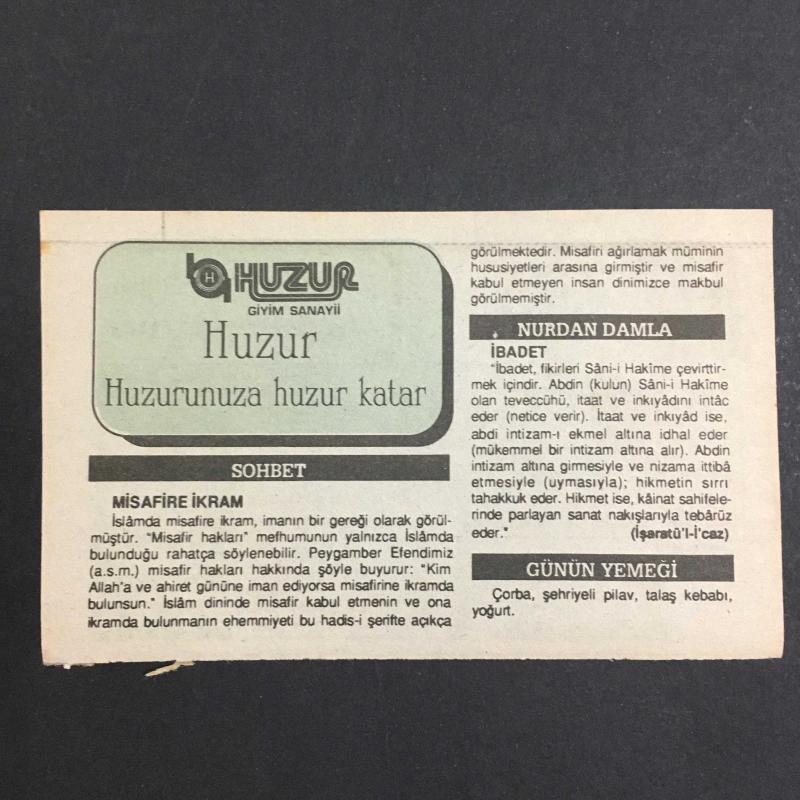 HUZUR
GİYİM SANAYİİ
Huzur
Huzurunuza huzur katar
SOHBET
MİSAFİRE İKRAM
İslâmda misafire ikram, imanın bir gereği olarak görül-
müştür. "Misafir hakları" mefhumunun yalnızca İslâmda
bulunduğu rahatça söylenebilir. Peygamber Efendimiz
(a.s.m.) misafir hakları hakkında şöyle buyurur: "Kim
Allah'a ve ahiret gününe iman ediyorsa misafirine ikramda
bulunsun." İslâm dininde misafir kabul etmenin ve ona
ikramda bulunmanın ehemmiyeti bu hadis-i şerifte açıkça
görülmektedir. Misafiri ağırlamak müminin
hususiyetleri arasına girmiştir ve misafir
kabul etmeyen insan dinimizce makbul
görülmemiştir.
NURDAN DAMLA
İBADET
"İbadet, fikirleri Sâni-i Hakîme çevirttir-
mek içindir. Abdin (kulun) Sâni-i Hakîme
olan teveccühü, itaat ve inkıyâdını intâc
eder (netice verir). İtaat ve inkıyâd ise,
abdi intizam-ı ekmel altına idhal eder
(mükemmel bir intizam altına alır). Abdin
intizam altına girmesiyle ve nizama ittibâ
etmesiyle (uymasıyla); hikmetin sırrı
tahakkuk eder. Hikmet ise, kâinat sahifele-
rinde parlayan sanat nakışlarıyla tebârüz
eder." (İşaratü'l-İ'caz)
GÜNÜN YEMEĞİ
Çorba, şehriyeli pilav, talaş kebabı,
yoğurt.